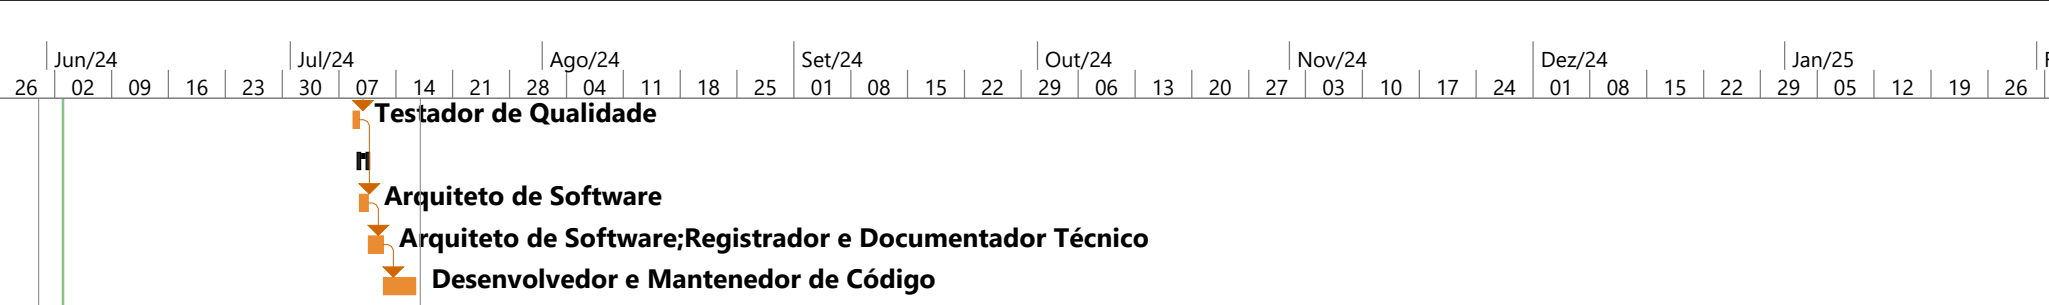 Jun/24 Jul/24 Ago/24 Set/24 Out/24 Nov/24 Dez/24 Jan/25
26 02 09 16 23 30 07 14 21 28 04 11 18 25 01 08 15 22 29 06 13 20 27 03 10 17 24 01 08 15 22 29 05 12 19 26
Testador de Qualidade
Arquiteto de Software
Arquiteto de Software;Registrador e Documentador Técnico
Desenvolvedor e Mantenedor de Código